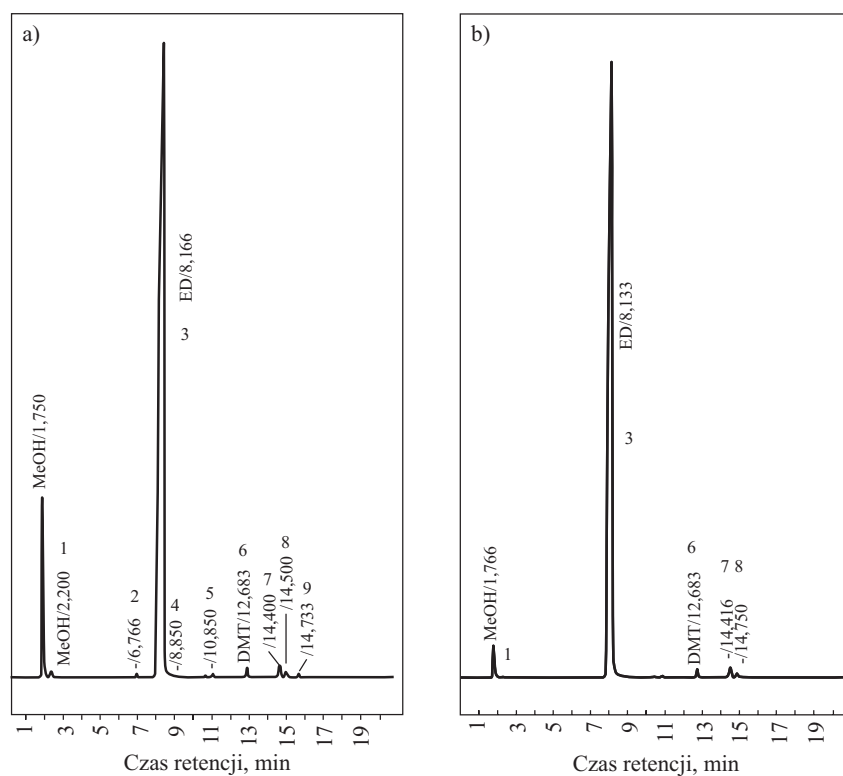 a)
MeOH/1,750
1
MeOH/2,200
2
-/6,766
ED/8,166
3
4
-/8,850
5
-/10,850
6
DMT/12,683
7
-/14,400
8
-/14,500
9
-/14,733
1 3 5 7 9 11 13 15 17 19
Czas retencji, min
b)
MeOH/1,766
1
ED/8,133
3
6
DMT/12,683
7 8
-/14,416
-/14,750
1 3 5 7 9 11 13 15 17 19
Czas retencji, min